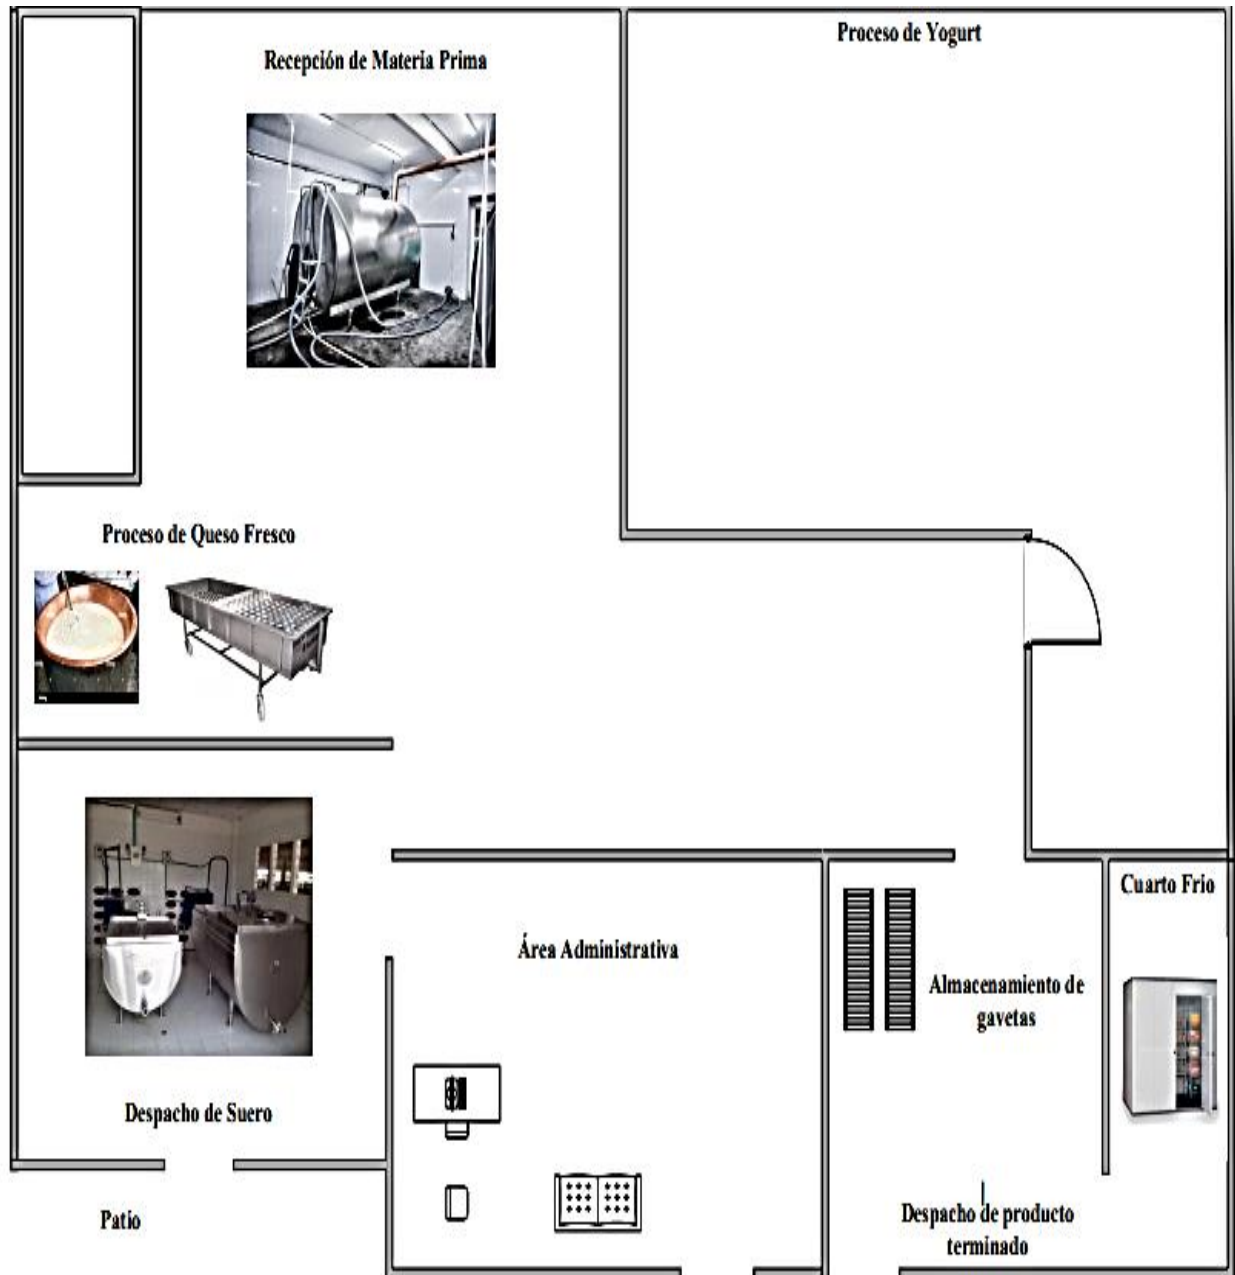 Proceso de Yogurt
Recepción de Materia Prima
Proceso de Queso Fresco
Cuarto Frio
Área Administrativa
Almacenamiento de
gavetas
Despacho de Suero
Patio
Despacho de producto
terminado